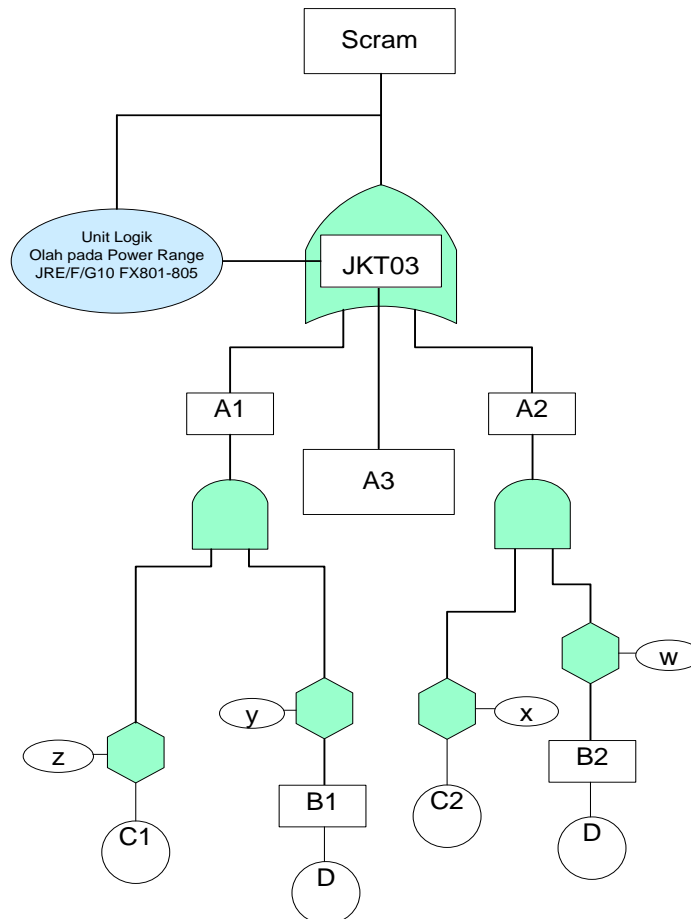 Scram
Unit Logik
Olah pada Power Range
JRE/F/G10 FX801-805
JKT03
A1
A2
A3
w
y
x
z
B2
B1
C2
C1
D
D